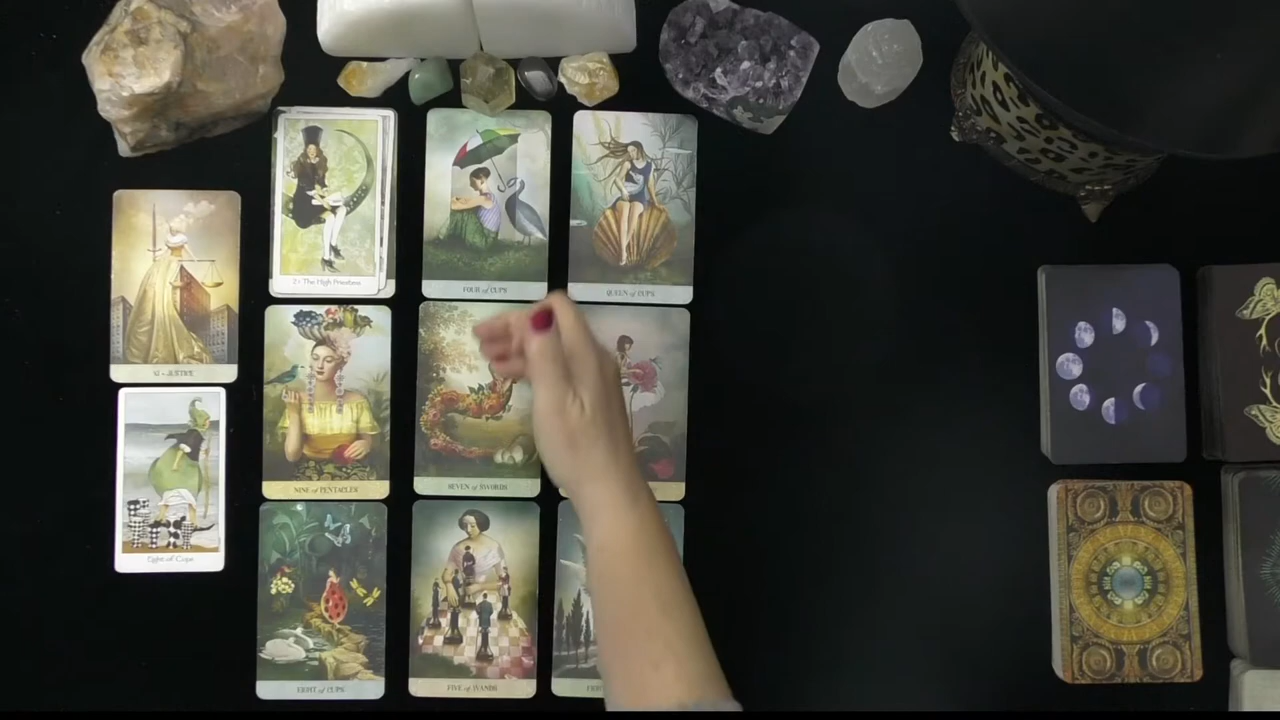 2 • The High Priestess
FOUR of CUPS
QUEEN of CUPS
XI • JUSTICE
NINE of PENTACLES
SEVEN of SWORDS
Eight of Cups
EIGHT of CUPS
FIVE of WANDS